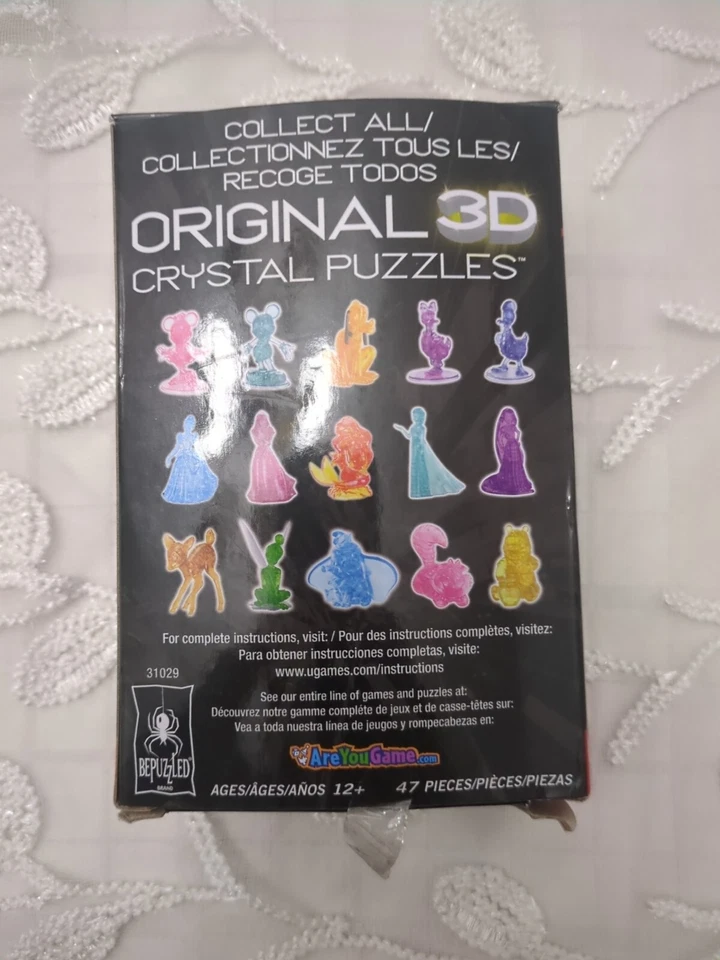 COLLECT ALL/
COLLECTIONNEZ TOUS LES/
RECOGE TODOS
ORIGINAL 3D
CRYSTAL PUZZLES™
For complete instructions, visit: / Pour des instructions complètes, visitez:
Para obtener instrucciones completas, visite:
www.ugames.com/instructions
31029
See our entire line of games and puzzles at:
Découvrez notre gamme complète de jeux et de casse-têtes sur:
Vea a toda nuestra línea de jeugos y rompecabezas en:
AreYouGame.com
BEPUZZLED
BRAND
AGES/ÂGES/AÑOS 12+ 47 PIECES/PIÈCES/PIEZAS